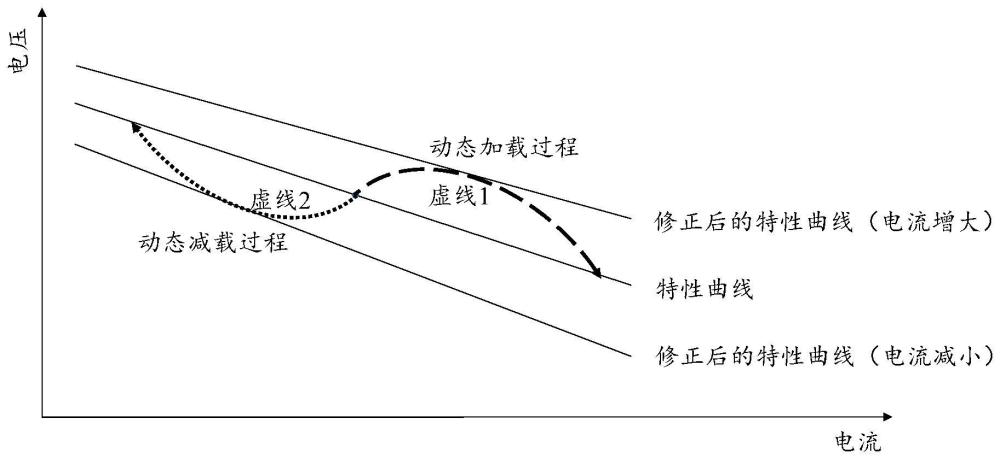 电压
动态加载过程
虚线2
虚线1
修正后的特性曲线（电流增大）
动态减载过程
特性曲线
修正后的特性曲线（电流减小）
电流